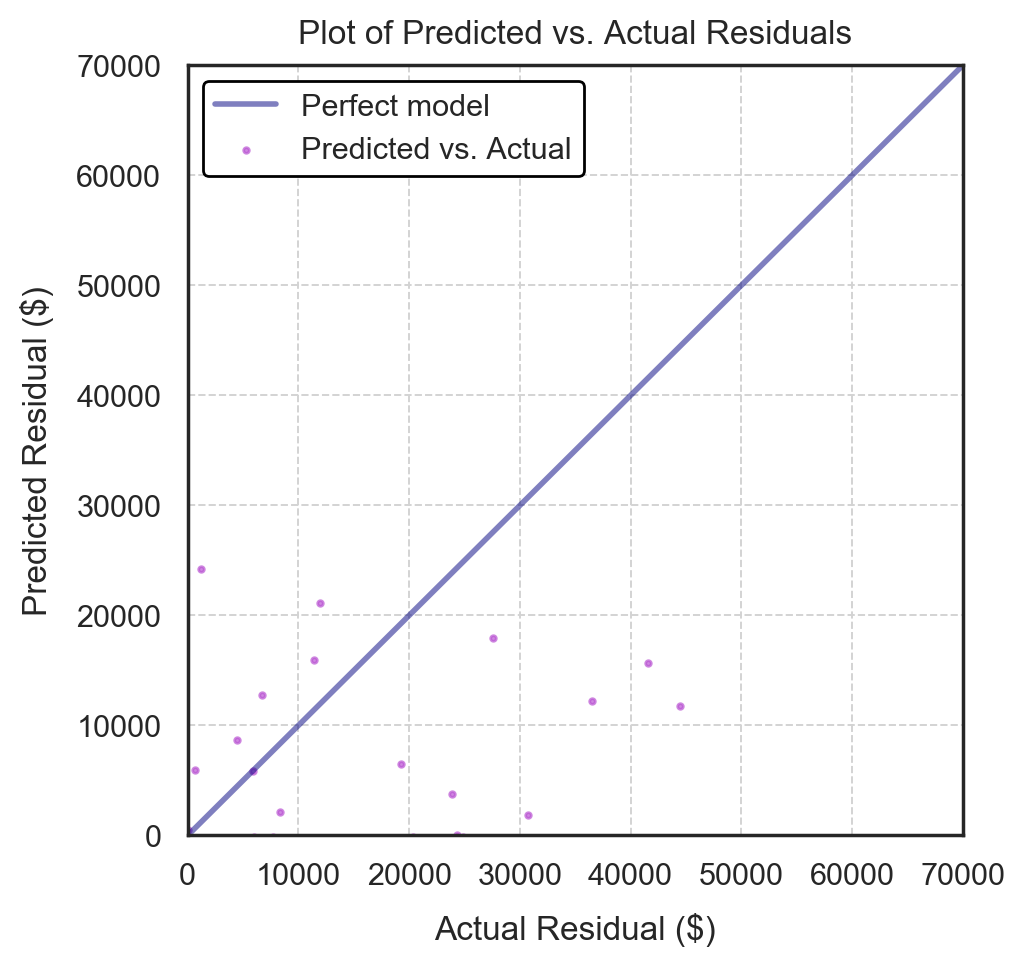 Plot of Predicted vs. Actual Residuals
Perfect model
Predicted vs. Actual
Predicted Residual ($)
70000
60000
50000
40000
30000
20000
10000
0
0 10000 20000 30000 40000 50000 60000 70000
Actual Residual ($)